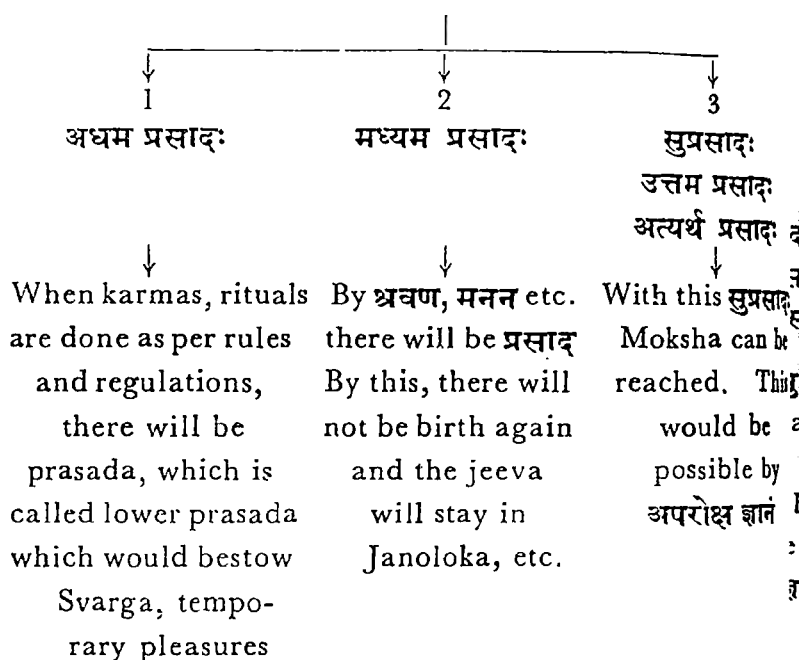 1
अधम प्रसादः
When karmas, rituals
are done as per rules
and regulations,
there will be
prasada, which is
called lower prasada
which would bestow
Svarga, tempo-
rary pleasures
2
मध्यम प्रसादः
By श्रवण, मनन etc.
there will be प्रसाद
By this, there will
not be birth again
and the jeeva
will stay in
Janoloka, etc.
3
सुप्रसादः
उत्तम प्रसादः
अत्यर्थ प्रसादः
With this सुप्रसाद
Moksha can be
reached. This
would be
possible by
अपरोक्ष ज्ञानं